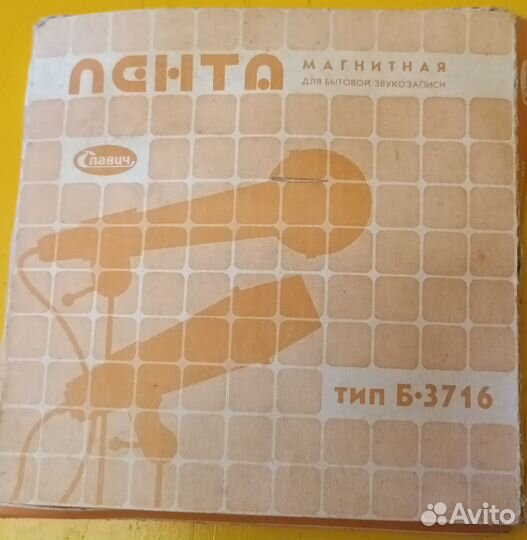 ЛЕНТА
МАГНИТНАЯ
ДЛЯ БЫТОВОЙ ЗВУКОЗАПИСИ
Славич
ТИП Б·3716
Avito